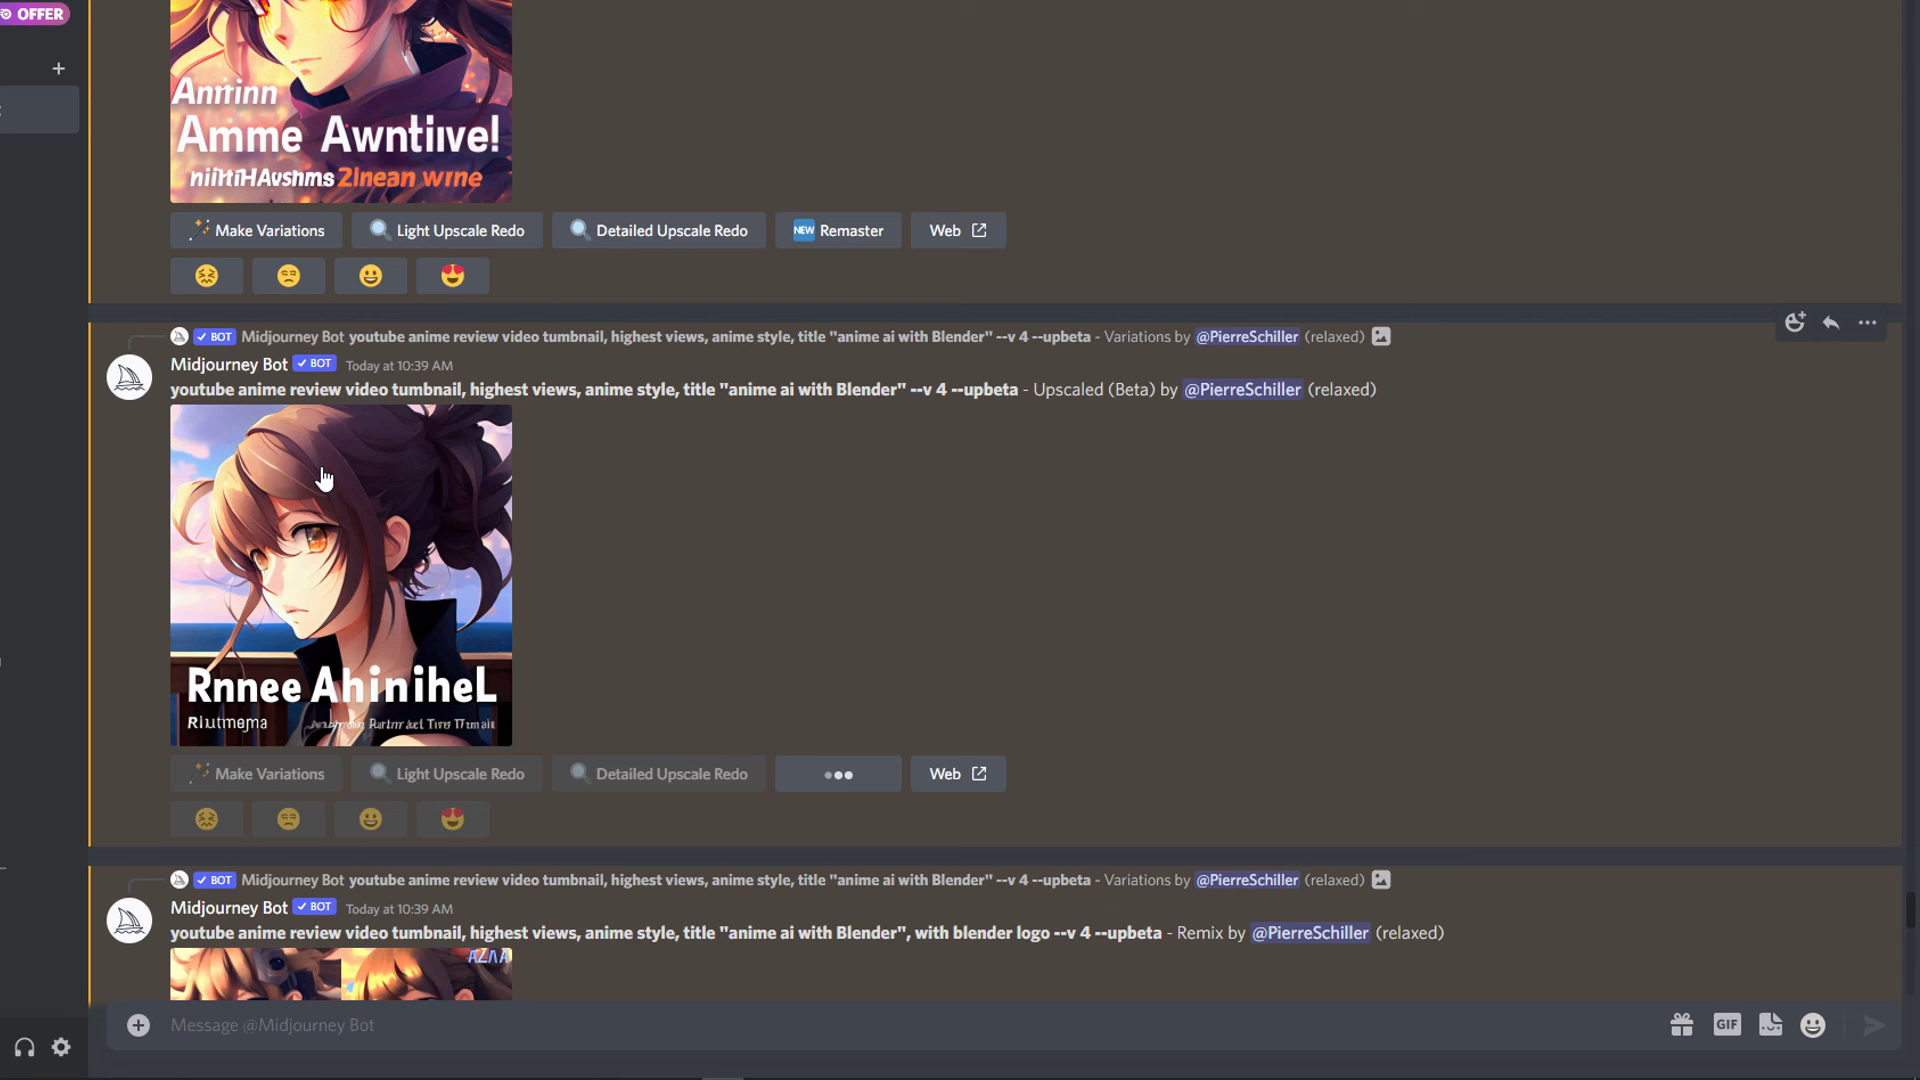 OFFER
Anritnn
Amme Awntiive!
2lnean wrne
Make Variations Light Upscale Redo Detailed Upscale Redo NEW Remaster Web
BOT Midjourney Bot youtube anime review video tumbnail, highest views, anime style, title "anime ai with Blender" --v 4 --upbeta - Variations by @PierreSchiller (relaxed)
Midjourney Bot BOT Today at 10:39 AM
youtube anime review video tumbnail, highest views, anime style, title "anime ai with Blender" --v 4 --upbeta - Upscaled (Beta) by @PierreSchiller (relaxed)
Rnnee AhiniheL
Rlutmema
Make Variations Light Upscale Redo Detailed Upscale Redo Web
BOT Midjourney Bot youtube anime review video tumbnail, highest views, anime style, title "anime ai with Blender" --v 4 --upbeta - Variations by @PierreSchiller (relaxed)
Midjourney Bot BOT Today at 10:39 AM
youtube anime review video tumbnail, highest views, anime style, title "anime ai with Blender", with blender logo --v 4 --upbeta - Remix by @PierreSchiller (relaxed)
Message @Midjourney Bot
GIF